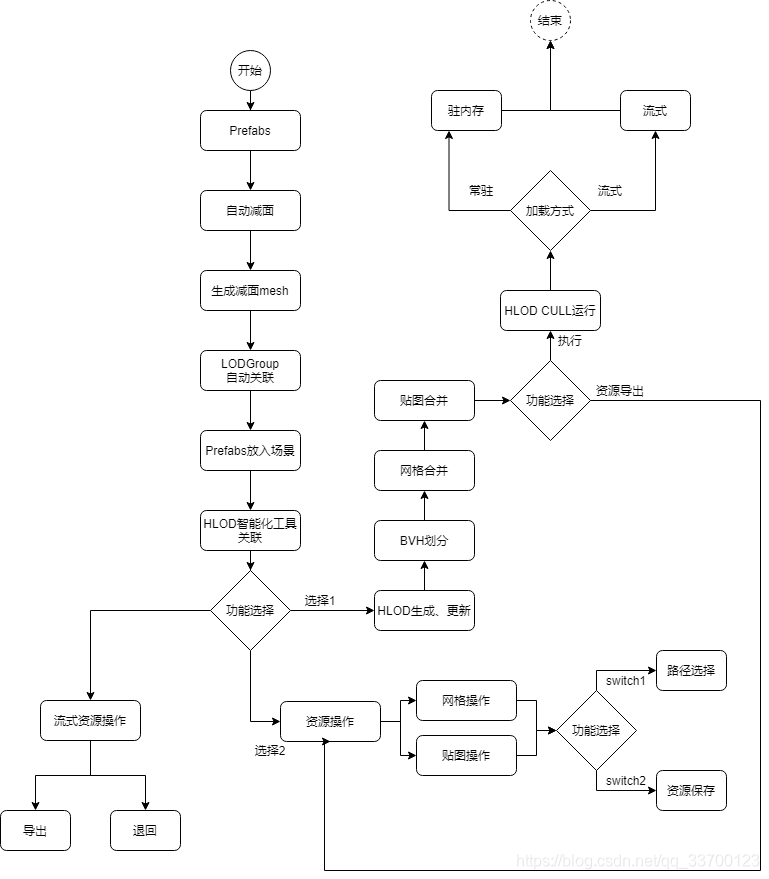 结束
开始
驻内存
流式
Prefabs
常驻
流式
自动减面
加载方式
生成减面mesh
HLOD CULL运行
执行
LODGroup
自动关联
资源导出
贴图合并
功能选择
Prefabs放入场景
网格合并
HLOD智能化工具
关联
BVH划分
功能选择
选择1
HLOD生成、更新
路径选择
switch1
网格操作
流式资源操作
资源操作
功能选择
选择2
贴图操作
switch2
资源保存
导出
退回
https://blog.csdn.net/qq_33700123